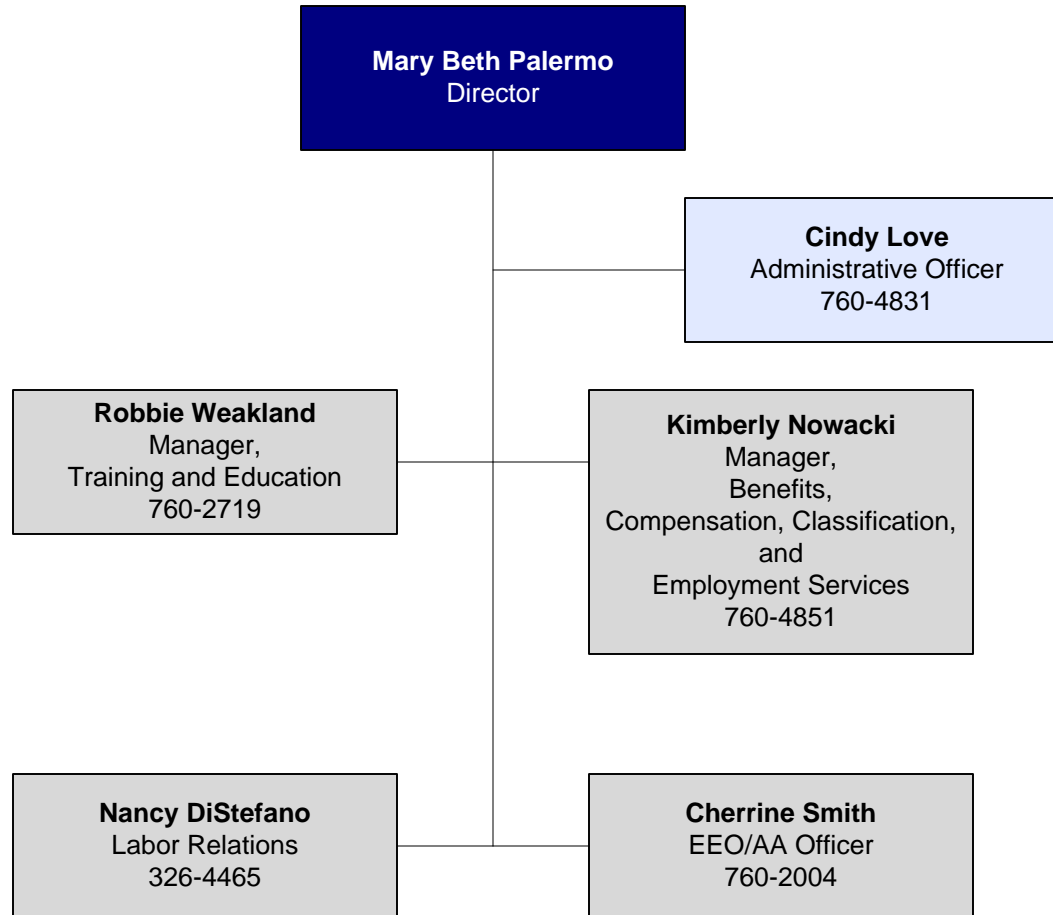 Mary Beth Palermo
Director
Cindy Love
Administrative Officer
760-4831
Robbie Weakland
Manager,
Training and Education
760-2719
Kimberly Nowacki
Manager,
Benefits,
Compensation, Classification,
and
Employment Services
760-4851
Nancy DiStefano
Labor Relations
326-4465
Cherrine Smith
EEO/AA Officer
760-2004